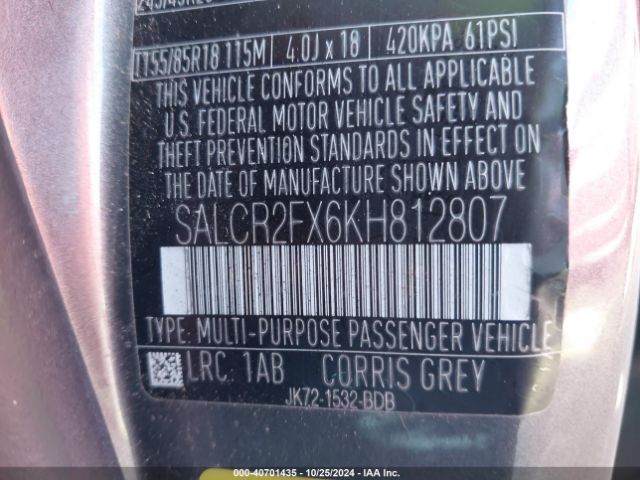 T155/85R18 115M 4.0J x 18 420KPA 61PSI
THIS VEHICLE CONFORMS TO ALL APPLICABLE
U.S. FEDERAL MOTOR VEHICLE SAFETY AND
THEFT PREVENTION STANDARDS IN EFFECT ON
THE DATE OF MANUFACTURE SHOWN ABOVE
SALCR2FX6KH812807
TYPE: MULTI-PURPOSE PASSENGER VEHICLE
LRC 1AB CORRIS GREY
JK72-1532-BDB
000-40701435 • 10/25/2024 • IAA Inc.